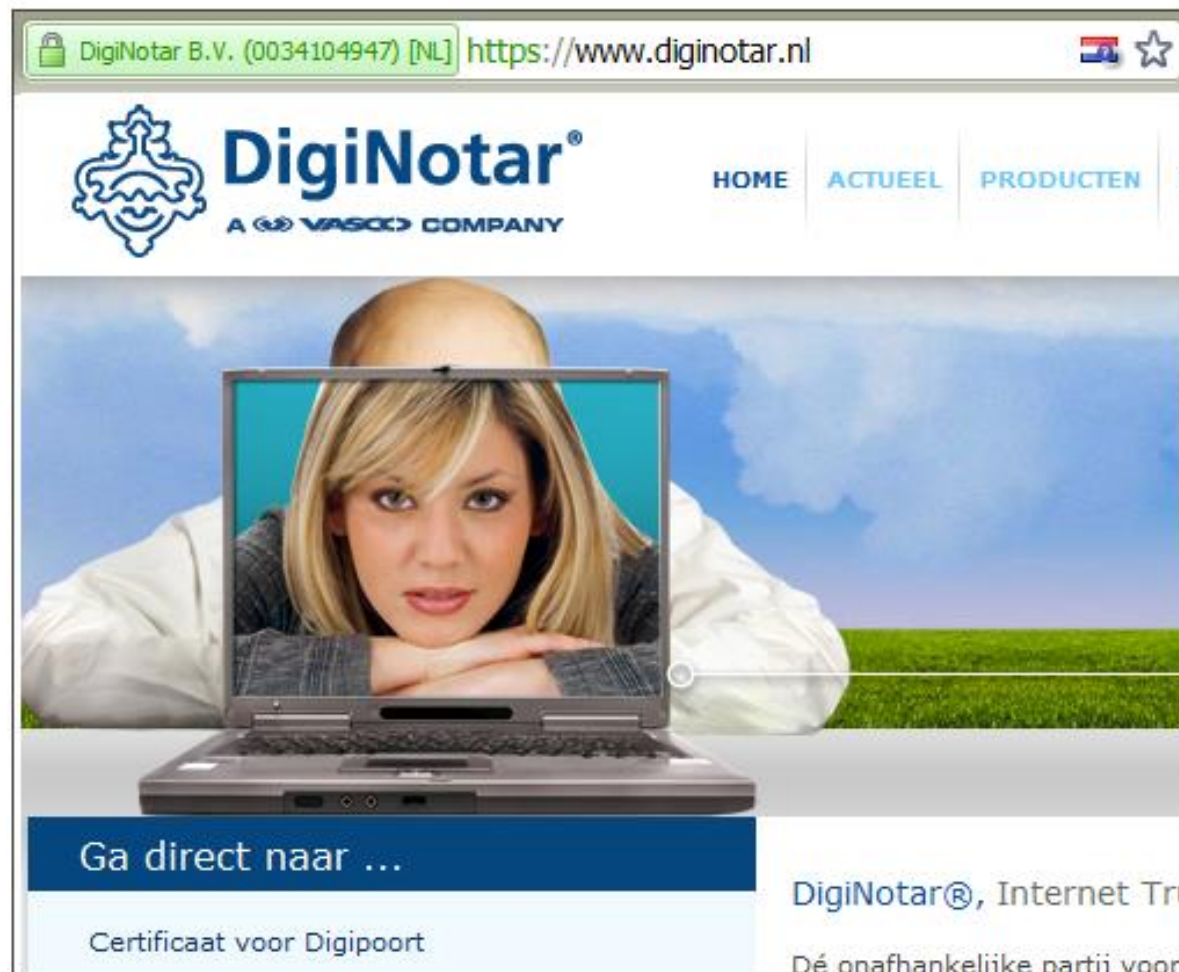 DigiNotar B.V. (0034104947) [NL] https://www.diginotar.nl
DigiNotar®
A VASCO COMPANY
HOME ACTUEEL PRODUCTEN
Ga direct naar ...
Certificaat voor Digipoort
DigiNotar®, Internet
Dé onafhankelijke partij voor